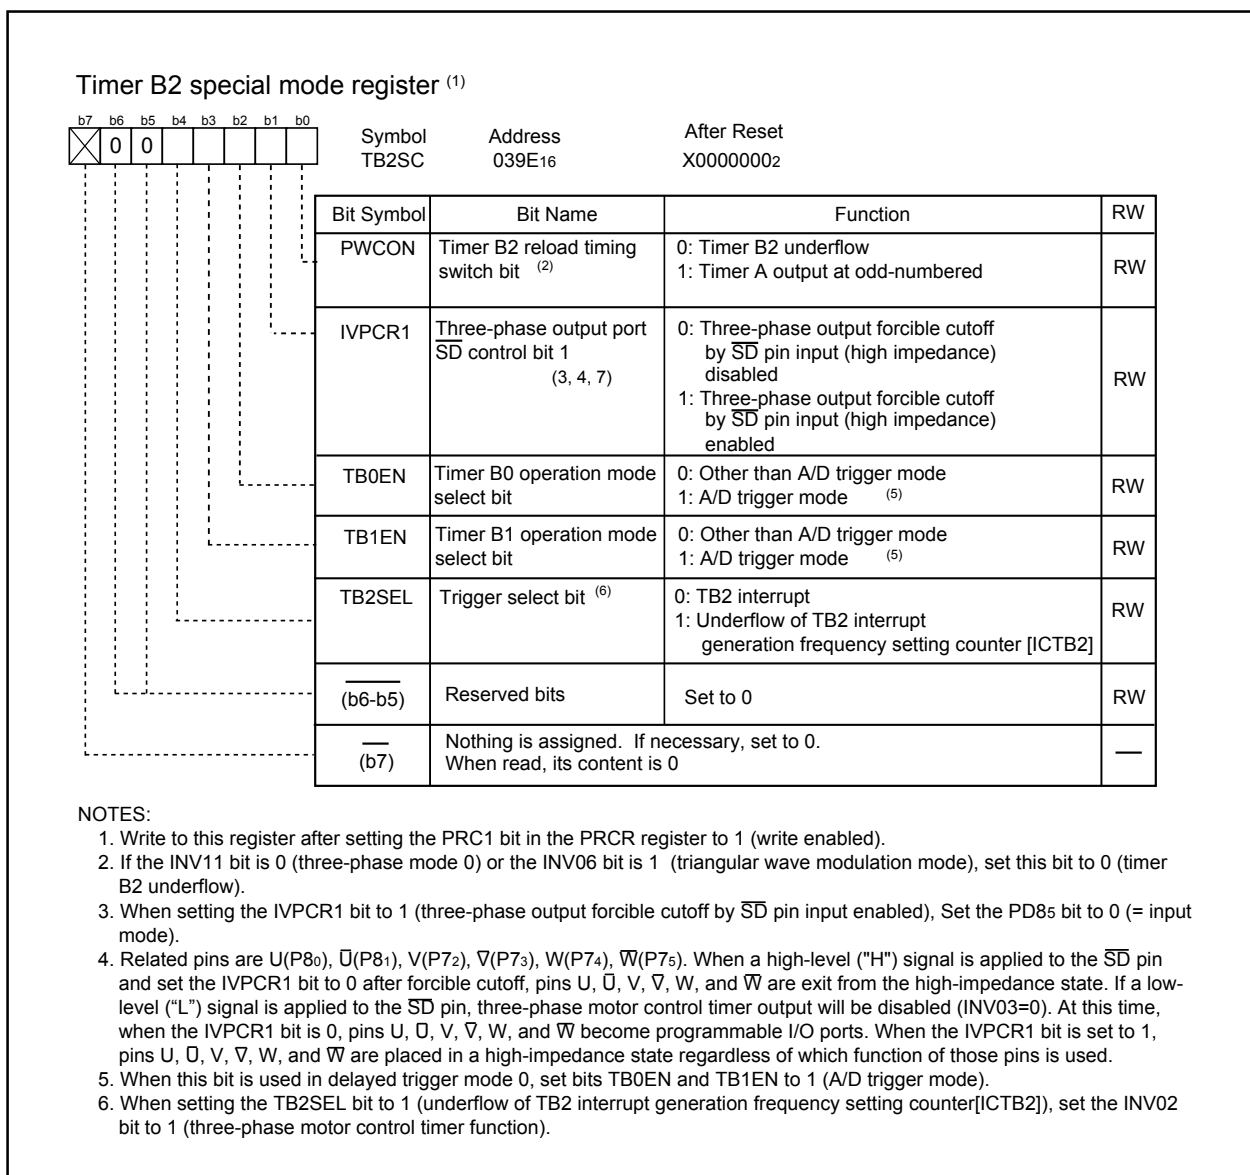 Timer B2 special mode register (1)
b7 b6 b5 b4 b3 b2 b1 b0
0 0
Symbol Address After Reset
TB2SC 039E16 X00000002
Bit Symbol Bit Name Function RW
PWCON Timer B2 reload timing switch bit (2) 0: Timer B2 underflow
1: Timer A output at odd-numbered RW
IVPCR1 Three-phase output port
S̅D̅ control bit 1
(3, 4, 7)
0: Three-phase output forcible cutoff
by S̅D̅ pin input (high impedance)
disabled
1: Three-phase output forcible cutoff
by S̅D̅ pin input (high impedance)
enabled
RW
TB0EN Timer B0 operation mode
select bit
0: Other than A/D trigger mode
1: A/D trigger mode (5)
RW
TB1EN Timer B1 operation mode
select bit
0: Other than A/D trigger mode
1: A/D trigger mode (5)
RW
TB2SEL Trigger select bit (6)
0: TB2 interrupt
1: Underflow of TB2 interrupt
generation frequency setting counter [ICTB2]
RW
(b6-b5) Reserved bits Set to 0 RW
(b7) Nothing is assigned. If necessary, set to 0.
When read, its content is 0
—
NOTES:
1. Write to this register after setting the PRC1 bit in the PRCR register to 1 (write enabled).
2. If the INV11 bit is 0 (three-phase mode 0) or the INV06 bit is 1 (triangular wave modulation mode), set this bit to 0 (timer
B2 underflow).
3. When setting the IVPCR1 bit to 1 (three-phase output forcible cutoff by S̅D̅ pin input enabled), Set the PD85 bit to 0 (= input
mode).
4. Related pins are U(P80), U̅(P81), V(P72), V̅(P73), W(P74), W̅(P75). When a high-level ("H") signal is applied to the S̅D̅ pin
and set the IVPCR1 bit to 0 after forcible cutoff, pins U, U̅, V, V̅, W, and W̅ are exit from the high-impedance state. If a low-
level (“L”) signal is applied to the S̅D̅ pin, three-phase motor control timer output will be disabled (INV03=0). At this time,
when the IVPCR1 bit is 0, pins U, U̅, V, V̅, W, and W̅ become programmable I/O ports. When the IVPCR1 bit is set to 1,
pins U, U̅, V, V̅, W, and W̅ are placed in a high-impedance state regardless of which function of those pins is used.
5. When this bit is used in delayed trigger mode 0, set bits TB0EN and TB1EN to 1 (A/D trigger mode).
6. When setting the TB2SEL bit to 1 (underflow of TB2 interrupt generation frequency setting counter[ICTB2]), set the INV02
bit to 1 (three-phase motor control timer function).